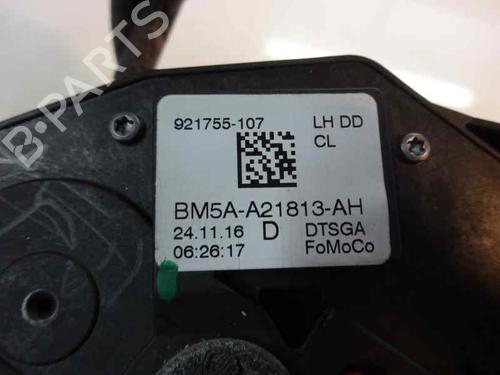 921755-107 LH DD
CL
BM5A-A21813-AH
24.11.16 D DTSGA
06:26:17 FoMoCo
B-PARTS